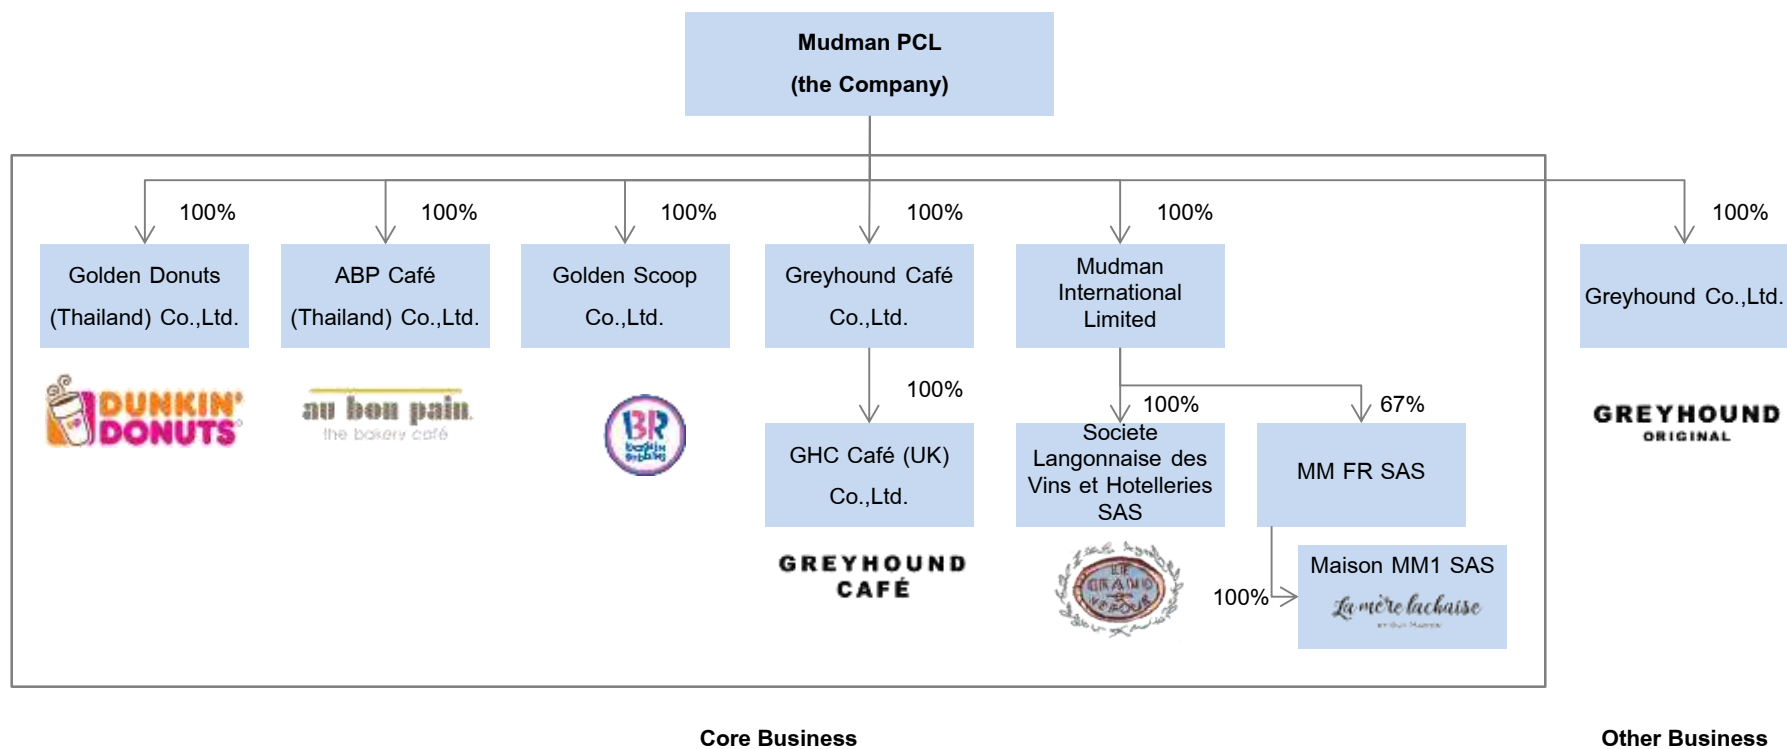 Mudman PCL
(the Company)
100%
100%
100%
100%
100%
100%
Golden Donuts
(Thailand) Co.,Ltd.
ABP Café
(Thailand) Co.,Ltd.
Golden Scoop
Co.,Ltd.
Greyhound Café
Co.,Ltd.
Mudman
International
Limited
Greyhound Co.,Ltd.
DUNKIN'
DONUTS
au bon pain.
the bakery café
BR
baskin
robbins
100%
100%
67%
GREYHOUND
ORIGINAL
GHC Café (UK)
Co.,Ltd.
Societe
Langonnaise des
Vins et Hotelleries
SAS
MM FR SAS
GREYHOUND
CAFÉ
LE
GRAND
VEFOUR
100%
Maison MM1 SAS
La mère lachaise
Core Business
Other Business